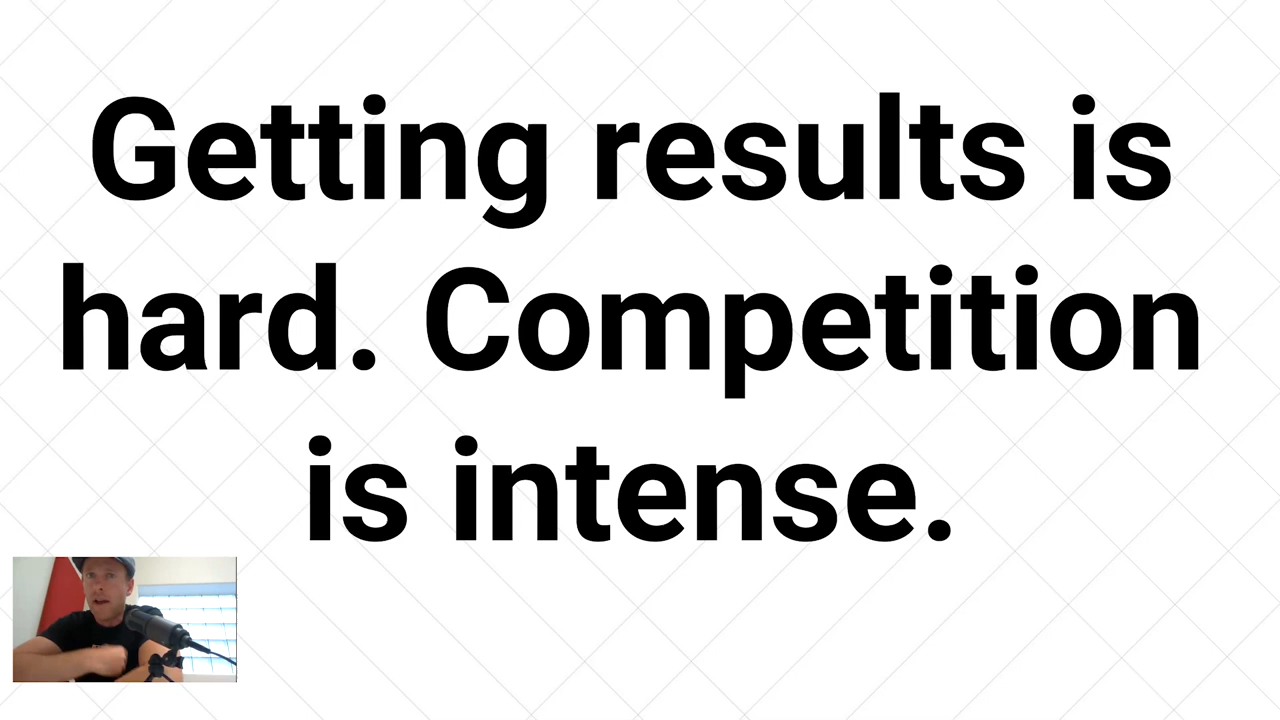 Getting results is
hard. Competition
is intense.